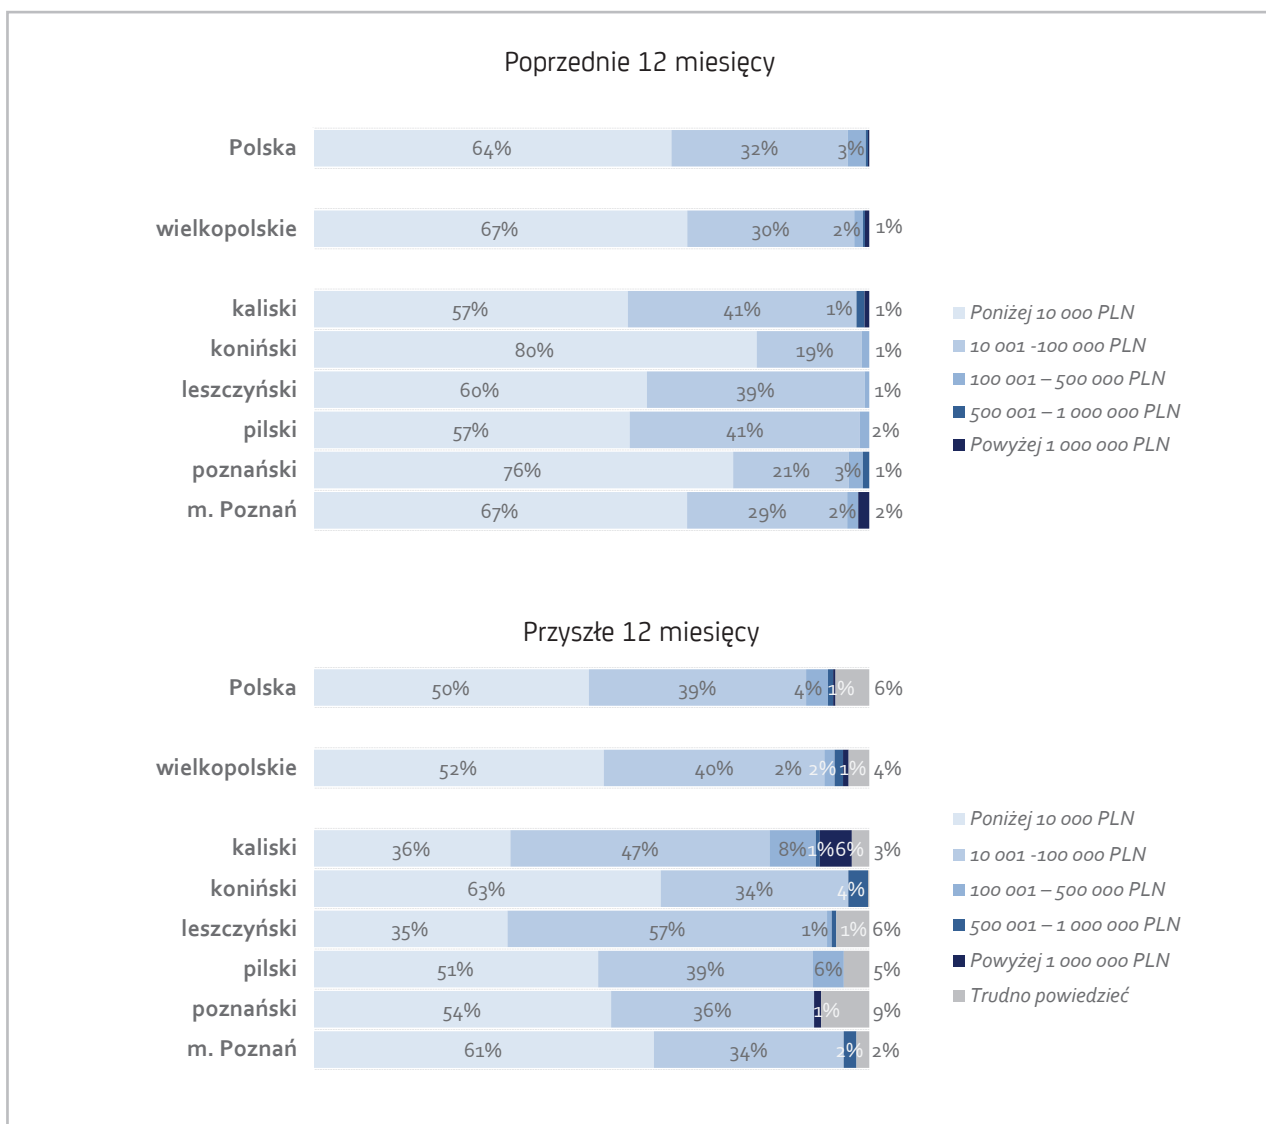 Poprzednie 12 miesięcy
Polska 64% 32% 3%
wielkopolskie 67% 30% 2% 1%
kaliski 57% 41% 1% 1%
koniński 80% 19% 1%
leszczyński 60% 39% 1%
pilski 57% 41% 2%
poznański 76% 21% 3% 1%
m. Poznań 67% 29% 2% 2%
Poniżej 10 000 PLN
10 001 -100 000 PLN
100 001 – 500 000 PLN
500 001 – 1 000 000 PLN
Powyżej 1 000 000 PLN
Przyszłe 12 miesięcy
Polska 50% 39% 4% 1% 6%
wielkopolskie 52% 40% 2% 2% 1% 4%
kaliski 36% 47% 8% 1% 6% 3%
koniński 63% 34% 4%
leszczyński 35% 57% 1% 1% 6%
pilski 51% 39% 6% 5%
poznański 54% 36% 1% 9%
m. Poznań 61% 34% 2% 2%
Poniżej 10 000 PLN
10 001 -100 000 PLN
100 001 – 500 000 PLN
500 001 – 1 000 000 PLN
Powyżej 1 000 000 PLN
Trudno powiedzieć